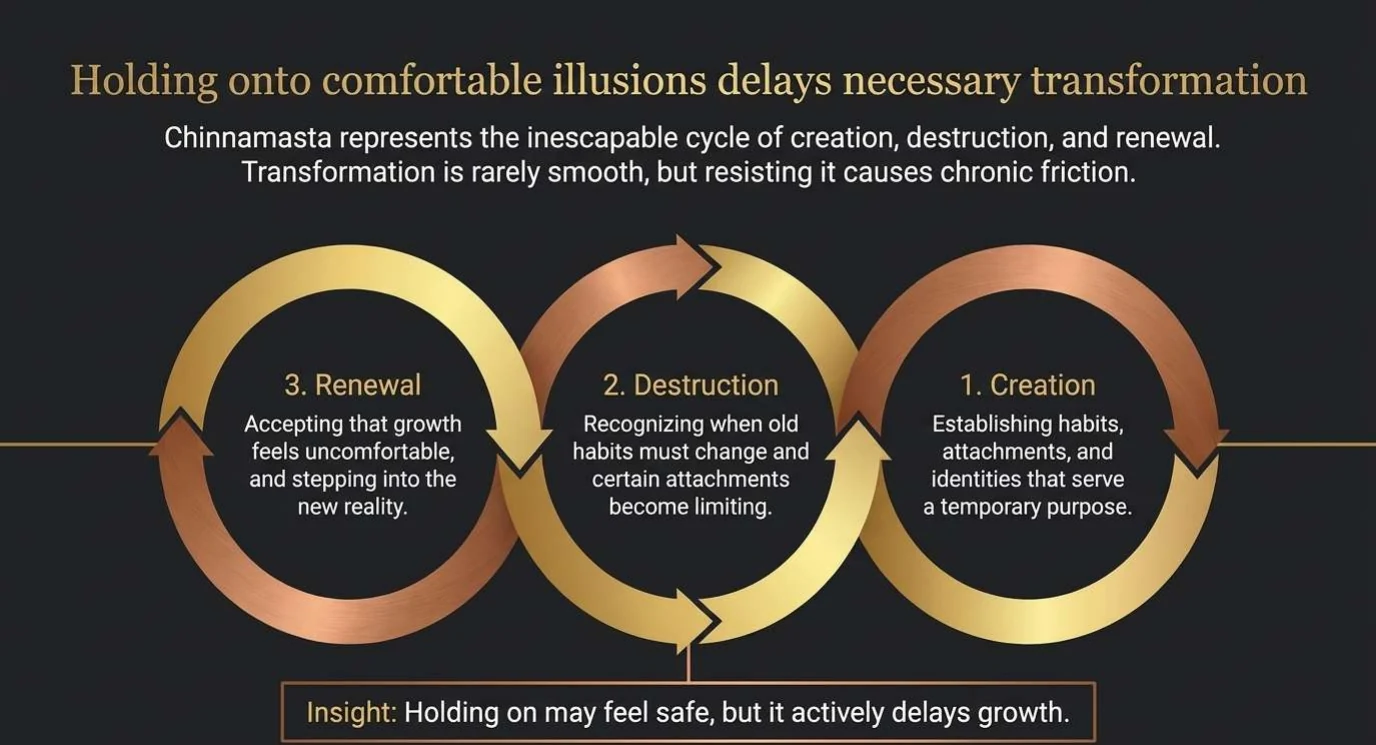 Holding onto comfortable illusions delays necessary transformation
Chinnamasta represents the inescapable cycle of creation, destruction, and renewal.
Transformation is rarely smooth, but resisting it causes chronic friction.
3. Renewal
Accepting that growth
feels uncomfortable,
and stepping into the
new reality.
2. Destruction
Recognizing when old
habits must change and
certain attachments
become limiting.
1. Creation
Establishing habits,
attachments, and
identities that serve
a temporary purpose.
Insight: Holding on may feel safe, but it actively delays growth.